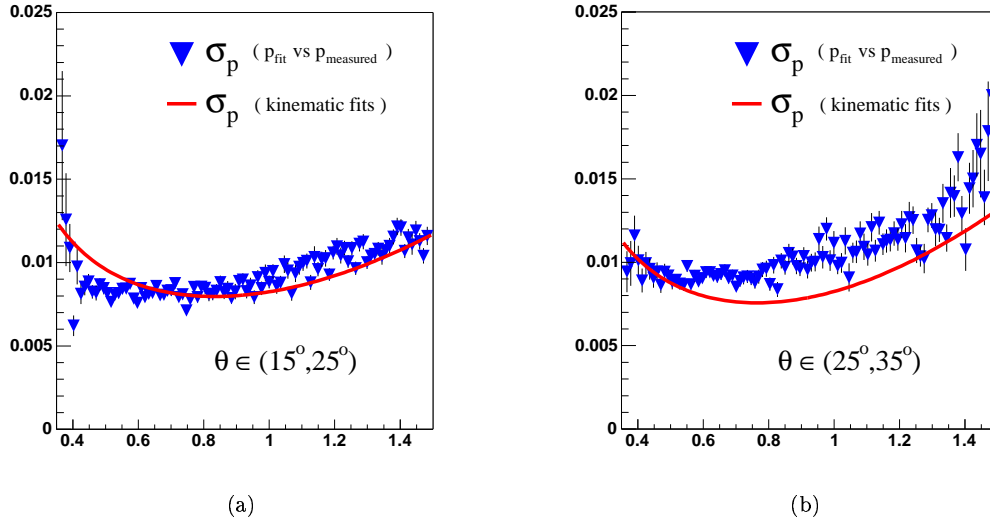 0.025
0.02
0.015
0.01
0.005
0
0.4 0.6 0.8 1 1.2 1.4
σp ( pfit vs pmeasured )
σp ( kinematic fits )
θ ∈ (15°,25°)
(a)
0.025
0.02
0.015
0.01
0.005
0
0.4 0.6 0.8 1 1.2 1.4
σp ( pfit vs pmeasured )
σp ( kinematic fits )
θ ∈ (25°,35°)
(b)